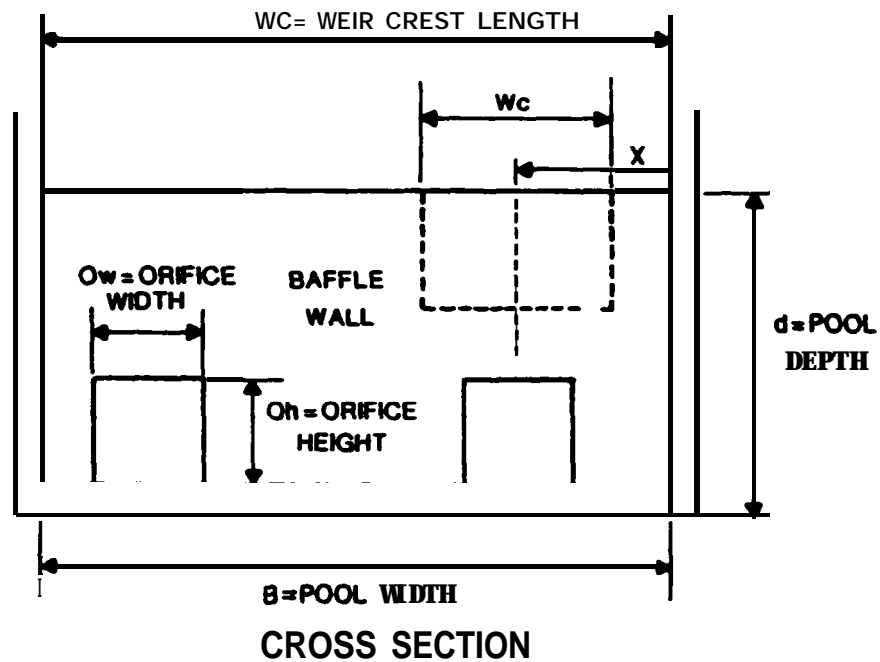 WC= WEIR CREST LENGTH
Wc
X
Ow = ORIFICE
WIDTH
BAFFLE
WALL
d = POOL
DEPTH
Oh = ORIFICE
HEIGHT
B = POOL WIDTH
CROSS SECTION